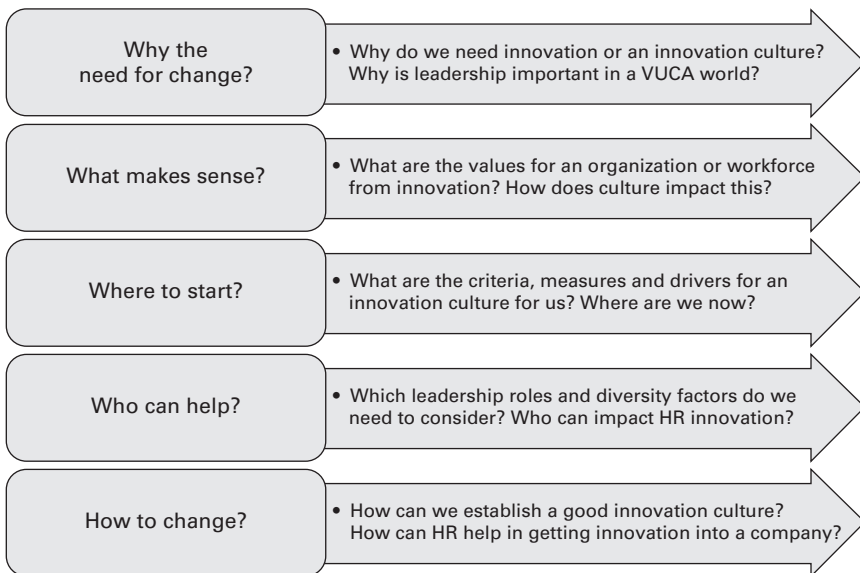 Why the
need for change?
• Why do we need innovation or an innovation culture?
Why is leadership important in a VUCA world?
What makes sense?
• What are the values for an organization or workforce
from innovation? How does culture impact this?
Where to start?
• What are the criteria, measures and drivers for an
innovation culture for us? Where are we now?
Who can help?
• Which leadership roles and diversity factors do we
need to consider? Who can impact HR innovation?
How to change?
• How can we establish a good innovation culture?
How can HR help in getting innovation into a company?